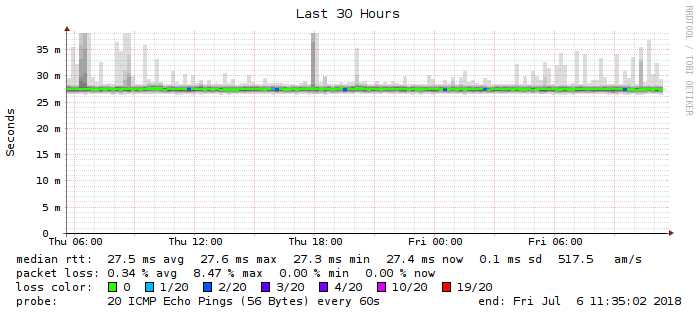 Last 30 Hours
RRDTOOL / TOBI OETIKER
Seconds
35 m
30 m
25 m
20 m
15 m
10 m
5 m
0
Thu 06:00 Thu 12:00 Thu 18:00 Fri 00:00 Fri 06:00
median rtt: 27.5 ms avg 27.6 ms max 27.3 ms min 27.4 ms now 0.1 ms sd 517.5 am/s
packet loss: 0.34 % avg 8.47 % max 0.00 % min 0.00 % now
loss color: 0 1/20 2/20 3/20 4/20 10/20 19/20
probe: 20 ICMP Echo Pings (56 Bytes) every 60s end: Fri Jul 6 11:35:02 2018